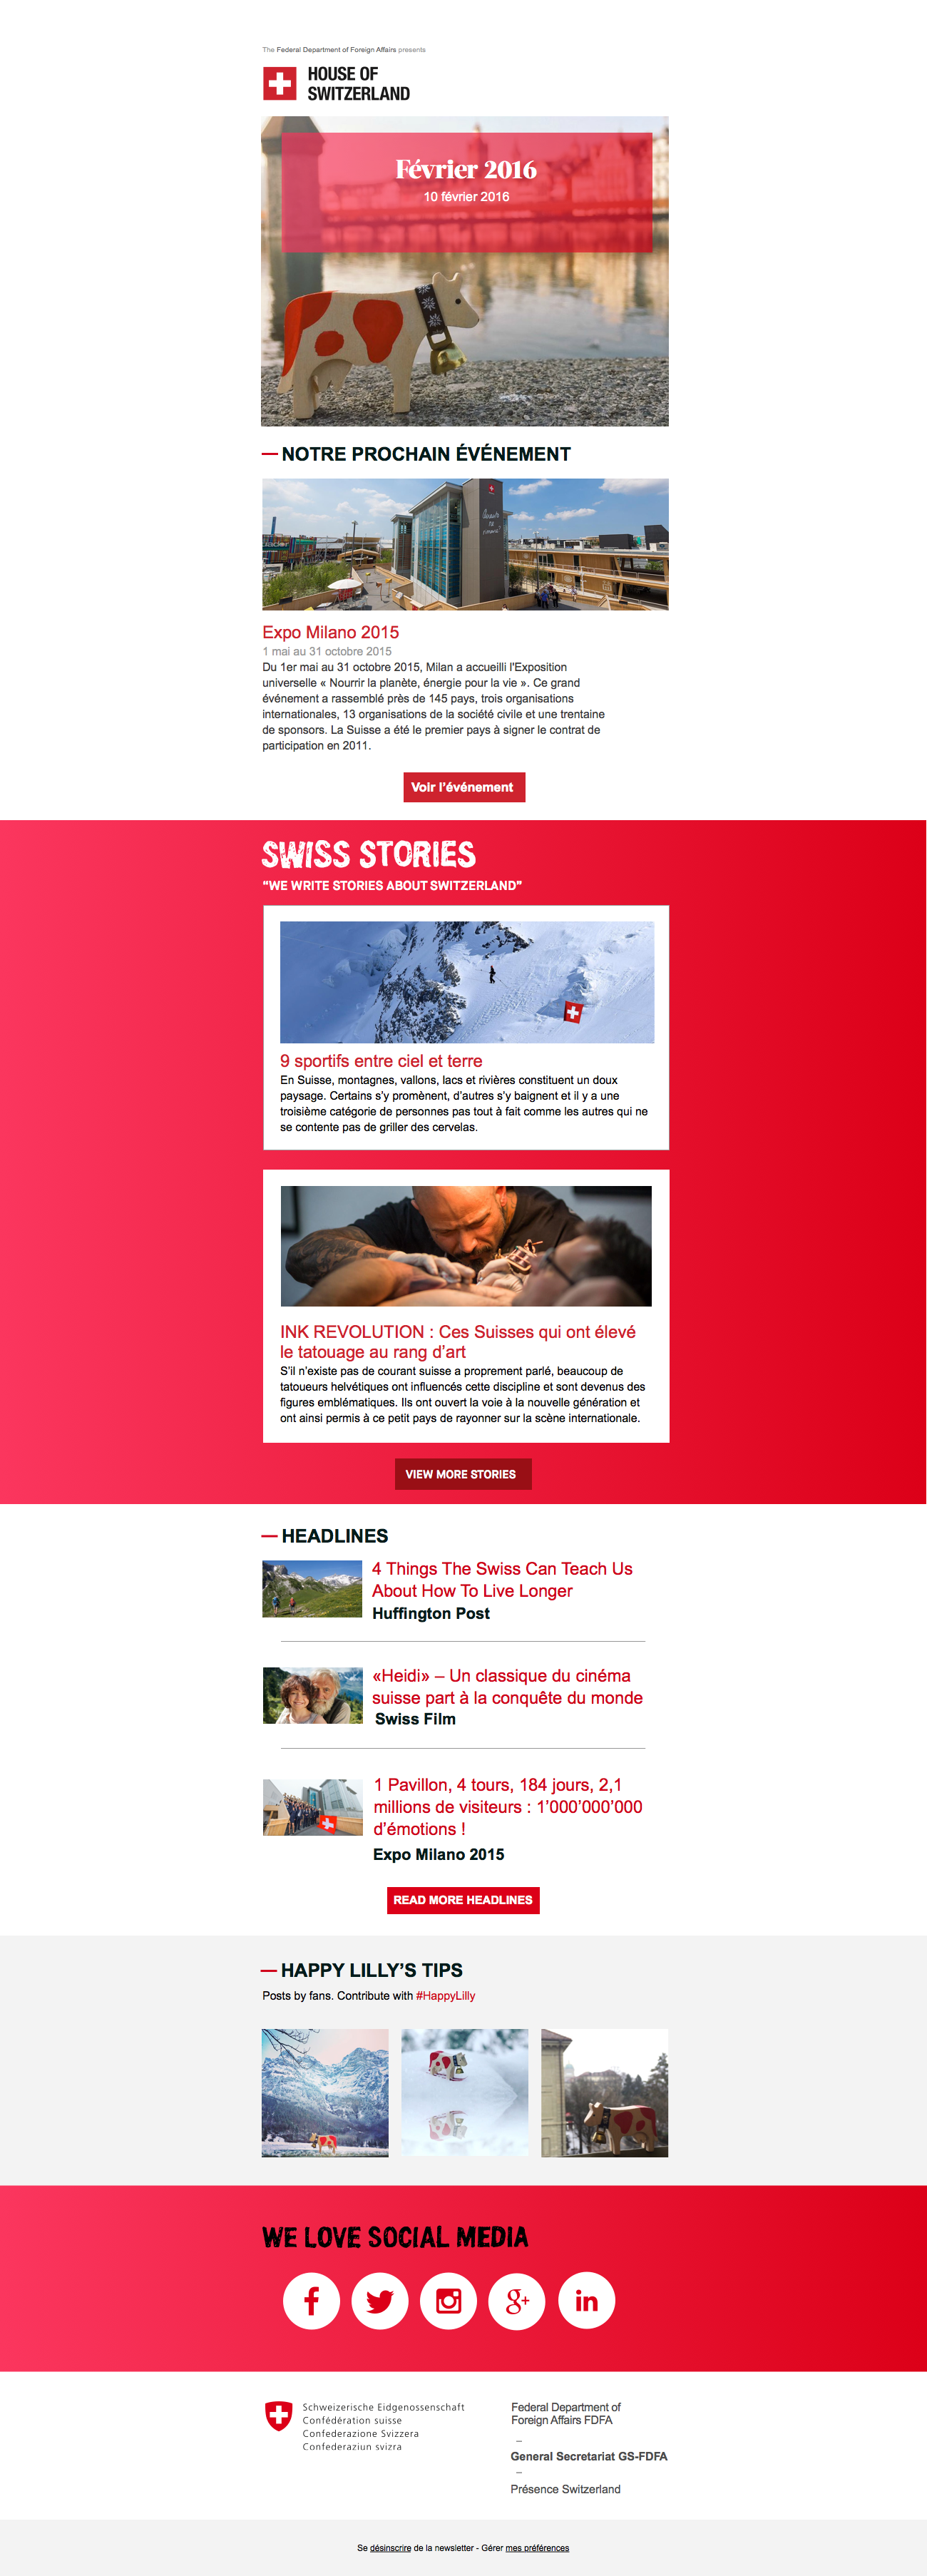 The Federal Department of Foreign Affairs presents
HOUSE OF
SWITZERLAND
Février 2016
10 février 2016
NOTRE PROCHAIN ÉVÉNEMENT
Expo Milano 2015
1 mai au 31 octobre 2015
Du 1er mai au 31 octobre 2015, Milan a accueilli l'Exposition
universelle « Nourrir la planète, énergie pour la vie ». Ce grand
événement a rassemblé près de 145 pays, trois organisations
internationales, 13 organisations de la société civile et une trentaine
de sponsors. La Suisse a été le premier pays à signer le contrat de
participation en 2011.
Voir l'événement
SWISS STORIES
"WE WRITE STORIES ABOUT SWITZERLAND"
9 sportifs entre ciel et terre
En Suisse, montagnes, vallons, lacs et rivières constituent un doux
paysage. Certains s'y promènent, d'autres s'y baignent et il y a une
troisième catégorie de personnes pas tout à fait comme les autres qui ne
se contente pas de griller des cervelas.
INK REVOLUTION : Ces Suisses qui ont élevé
le tatouage au rang d'art
S'il n'existe pas de courant suisse a proprement parlé, beaucoup de
tatoueurs helvétiques ont influencés cette discipline et sont devenus des
figures emblématiques. Ils ont ouvert la voie à la nouvelle génération et
ont ainsi permis à ce petit pays de rayonner sur la scène internationale.
VIEW MORE STORIES
HEADLINES
4 Things The Swiss Can Teach Us
About How To Live Longer
Huffington Post
«Heidi» – Un classique du cinéma
suisse part à la conquête du monde
Swiss Film
1 Pavillon, 4 tours, 184 jours, 2,1
millions de visiteurs : 1'000'000'000
d'émotions !
Expo Milano 2015
READ MORE HEADLINES
HAPPY LILLY'S TIPS
Posts by fans. Contribute with #HappyLilly
WE LOVE SOCIAL MEDIA
f
g+
in
Schweizerische Eidgenossenschaft
Confédération suisse
Confederazione Svizzera
Confederaziun svizra
Federal Department of
Foreign Affairs FDFA
–
General Secretariat GS-FDFA
–
Présence Switzerland
Se désinscrire de la newsletter - Gérer mes préférences